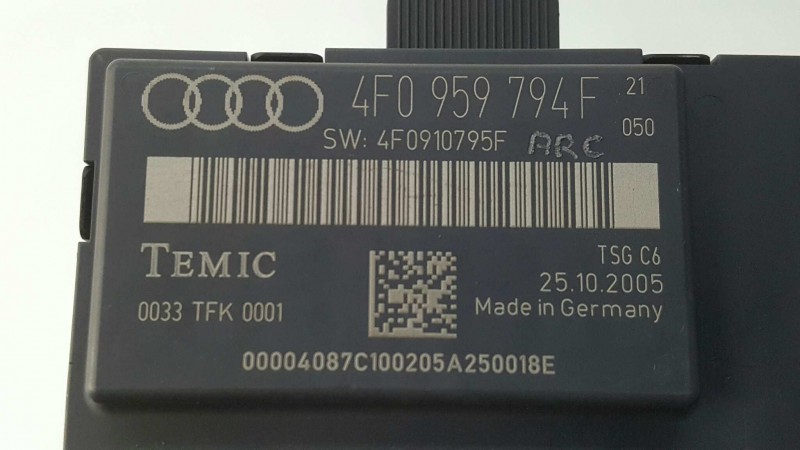 4F0 959 794 F 21
050
SW: 4F0910795F ARC
TEMIC
TSG C6
25.10.2005
0033 TFK 0001
Made in Germany
00004087C100205A250018E